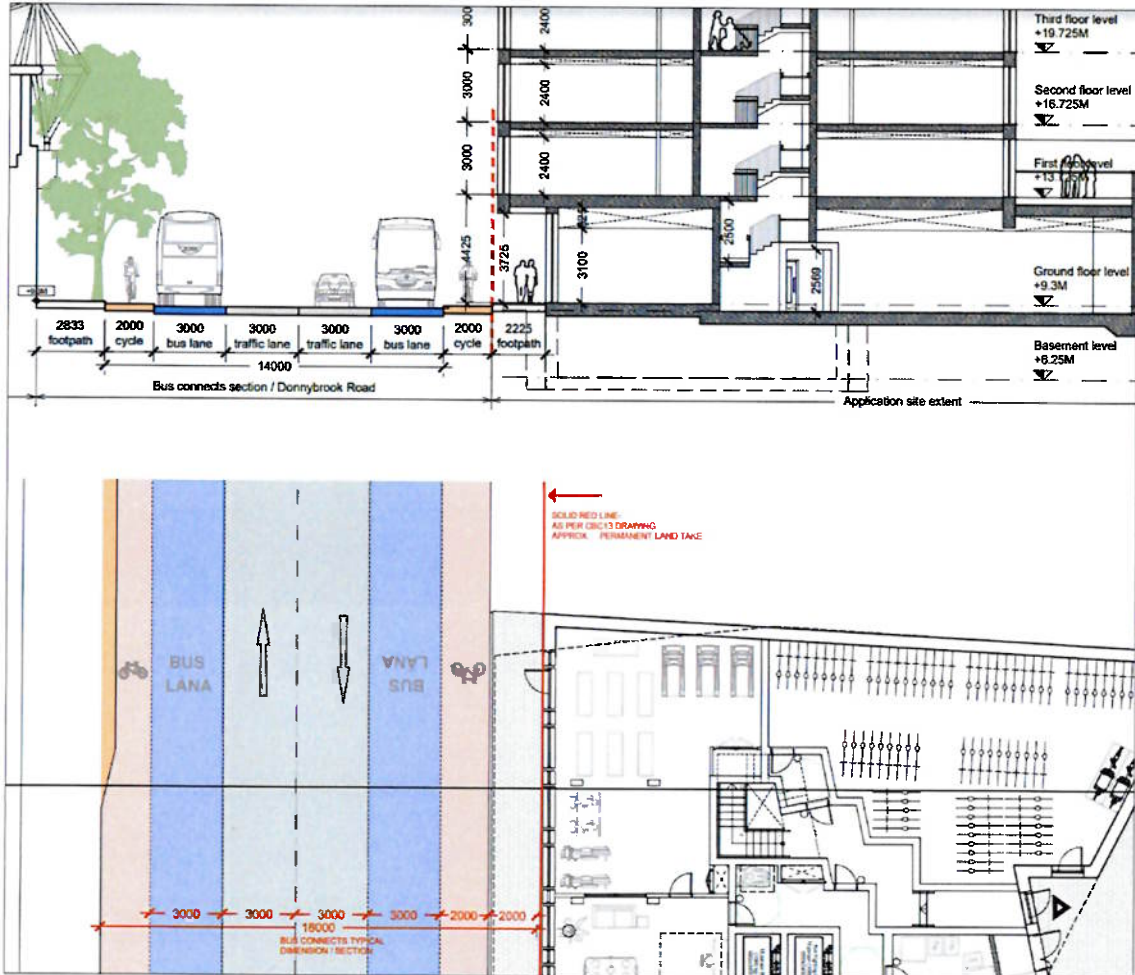 300
2400
Third floor level
+19.725M
3000
2400
Second floor level
+16.725M
3000
2400
First floor level
4425
3725
3100
2500
2569
Ground floor level
+9.3M
2833
footpath
2000
cycle
3000
bus lane
3000
traffic lane
3000
traffic lane
3000
bus lane
2000
cycle
2225
footpath
14000
Basement level
+6.25M
Bus connects section / Donnybrook Road
Application site extent
SOLID RED LINE-
AS PER CBC13 DRAWING
APPROX. PERMANENT LAND TAKE
BUS
LANA
BUS
LANA
3000
3000
3000
3000
2000
2000
16000
BUS CONNECTS TYPICAL
DIMENSION / SECTION